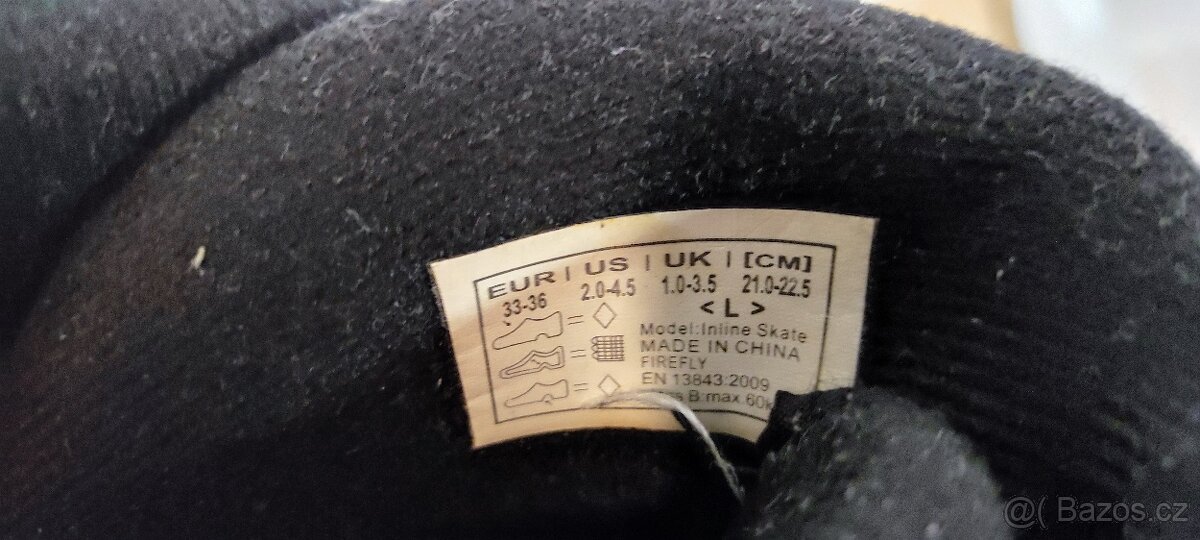 EUR | US | UK | [CM]
33-36 2.0-4.5 1.0-3.5 21.0-22.5
< L >
Model:Inline Skate
MADE IN CHINA
FIREFLY
EN 13843:2009
B:max.60
@( Bazos.cz